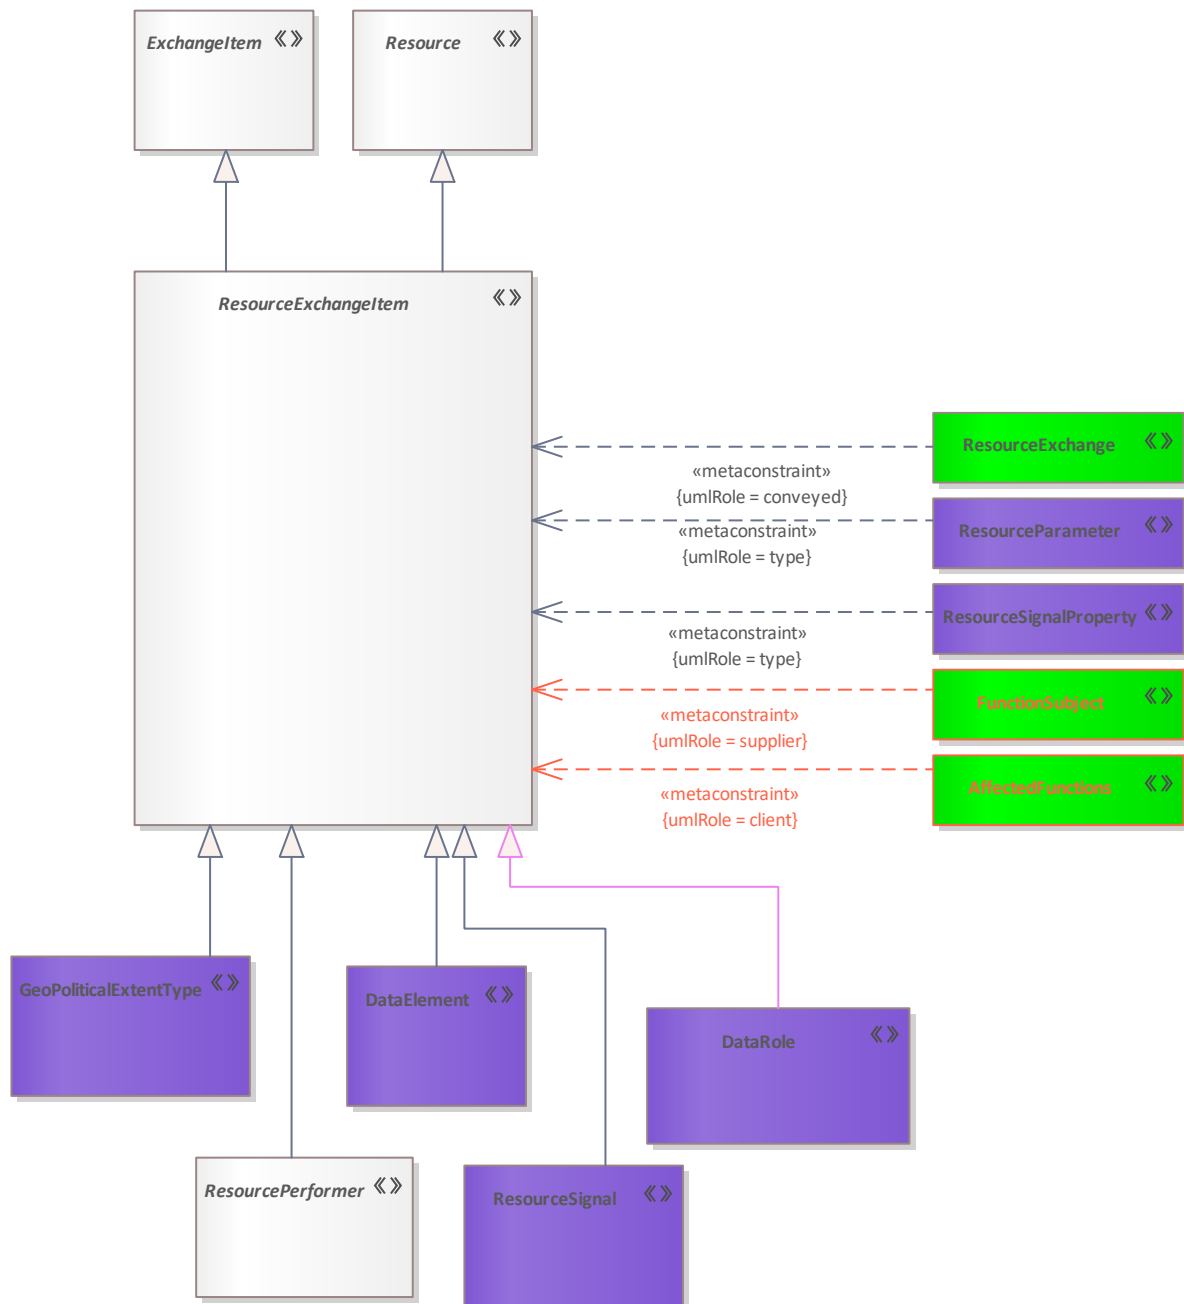 ExchangeItem «»
Resource «»
ResourceExchangeItem «»
ResourceExchange «»
«metaconstraint»
{umlRole = conveyed}
ResourceParameter «»
«metaconstraint»
{umlRole = type}
ResourceSignalProperty «»
«metaconstraint»
{umlRole = type}
FunctionSubject «»
«metaconstraint»
{umlRole = supplier}
AffectedFunctions «»
«metaconstraint»
{umlRole = client}
GeoPoliticalExtentType «»
DataElement «»
DataRole «»
ResourcePerformer «»
ResourceSignal «»